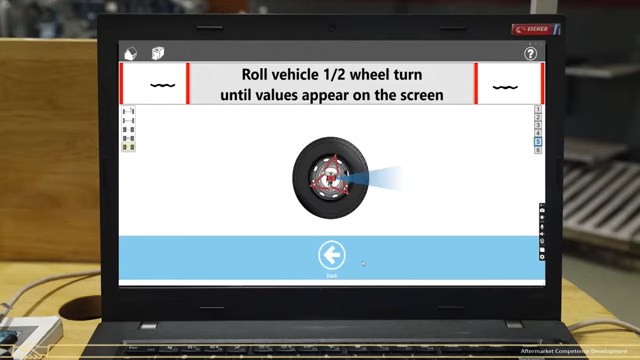 EICHER
?
Roll vehicle 1/2 wheel turn
until values appear on the screen
1
2
3
4
5
6
Back
Aftermarket Competence Development